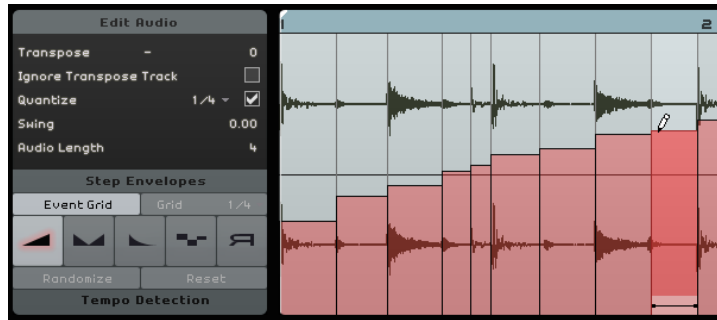 Edit Audio
Transpose - 0
Ignore Transpose Track
Quantize 1/4
Swing 0.00
Audio Length 4
Step Envelopes
Event Grid Grid 1/4
Randomize Reset
Tempo Detection
1 2